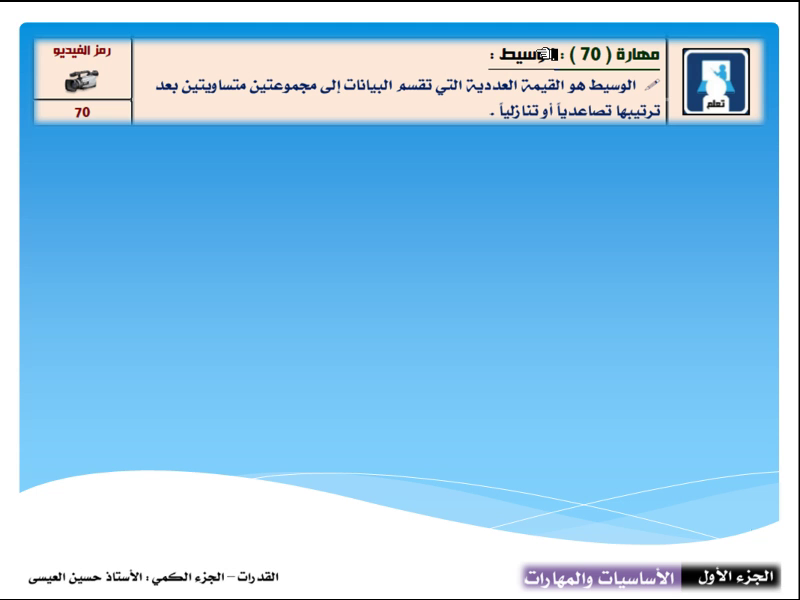 مهارة ( 70 ) : الوسيط :
الوسيط هو القيمة العددية التي تقسم البيانات إلى مجموعتين متساويتين بعد
ترتيبها تصاعدياً أو تنازلياً .
تعلم
رمز الفيديو
70
الجزء الأول
الأساسيات والمهارات
القدرات – الجزء الكمي : الأستاذ حسين العيسى